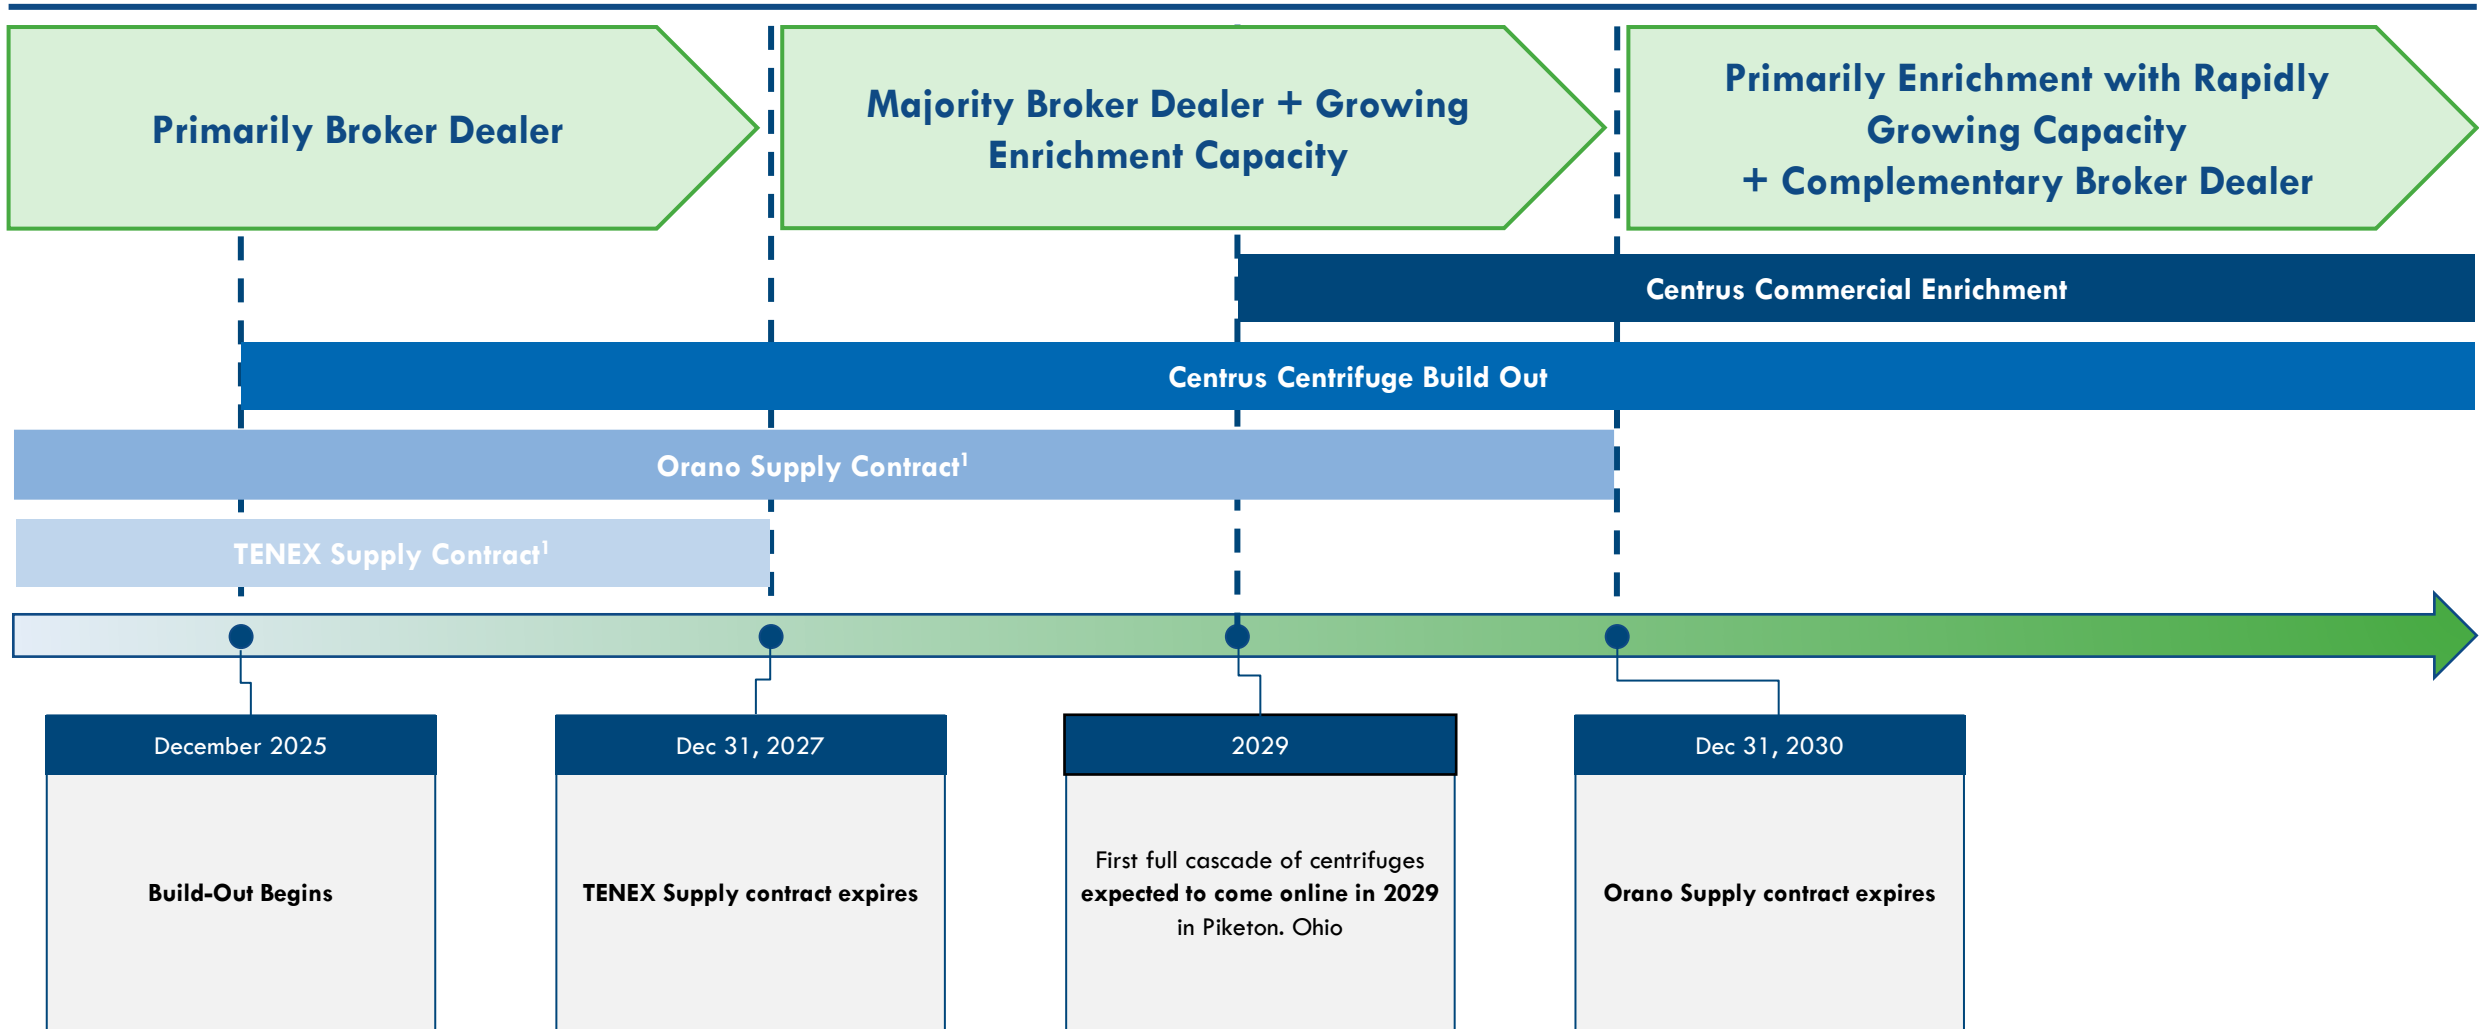 Primarily Broker Dealer
Majority Broker Dealer + Growing
Enrichment Capacity
Primarily Enrichment with Rapidly
Growing Capacity
+ Complementary Broker Dealer
Centrus Commercial Enrichment
Centrus Centrifuge Build Out
Orano Supply Contract¹
TENEX Supply Contract¹
December 2025
Build-Out Begins
Dec 31, 2027
TENEX Supply contract expires
2029
First full cascade of centrifuges
expected to come online in 2029
in Piketon. Ohio
Dec 31, 2030
Orano Supply contract expires